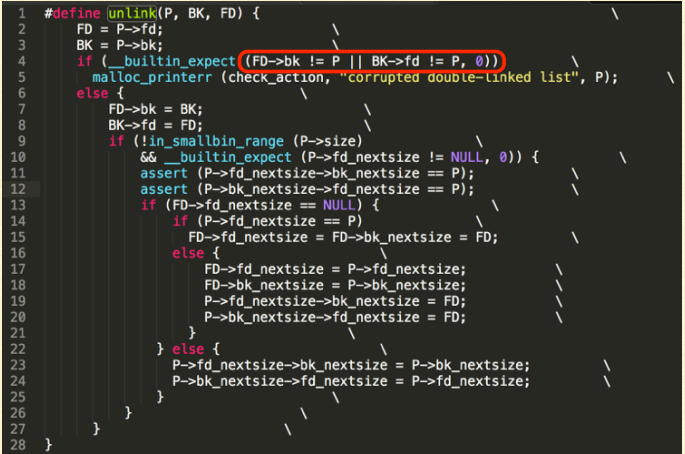 1 #define unlink(P, BK, FD) { \
2 FD = P->fd; \
3 BK = P->bk; \
4 if (__builtin_expect (FD->bk != P || BK->fd != P, 0)) \
5 malloc_printerr (check_action, "corrupted double-linked list", P); \
6 else { \
7 FD->bk = BK; \
8 BK->fd = FD; \
9 if (!in_smallbin_range (P->size) \
10 && __builtin_expect (P->fd_nextsize != NULL, 0)) { \
11 assert (P->fd_nextsize->bk_nextsize == P); \
12 assert (P->bk_nextsize->fd_nextsize == P); \
13 if (FD->fd_nextsize == NULL) { \
14 if (P->fd_nextsize == P) \
15 FD->fd_nextsize = FD->bk_nextsize = FD; \
16 else { \
17 FD->fd_nextsize = P->fd_nextsize; \
18 FD->bk_nextsize = P->bk_nextsize; \
19 P->fd_nextsize->bk_nextsize = FD; \
20 P->bk_nextsize->fd_nextsize = FD; \
21 } \
22 } else { \
23 P->fd_nextsize->bk_nextsize = P->bk_nextsize; \
24 P->bk_nextsize->fd_nextsize = P->fd_nextsize; \
25 } \
26 } \
27 } \
28 }